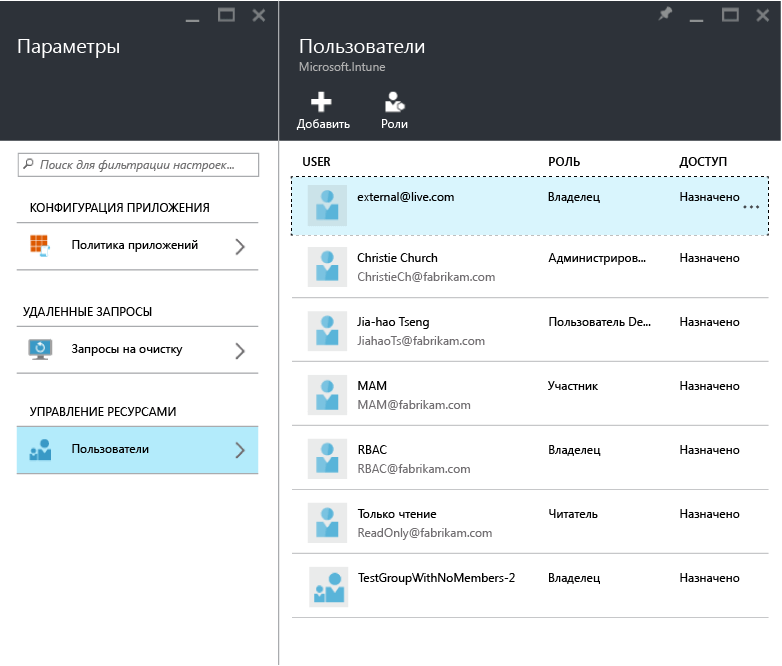 Параметры
Поиск для фильтрации настроек...
КОНФИГУРАЦИЯ ПРИЛОЖЕНИЯ
Политика приложений
УДАЛЕННЫЕ ЗАПРОСЫ
Запросы на очистку
УПРАВЛЕНИЕ РЕСУРСАМИ
Пользователи
Пользователи
Microsoft.Intune
Добавить Роли
USER РОЛЬ ДОСТУП
external@live.com Владелец Назначено ...
Christie Church Администриров... Назначено
ChristieCh@fabrikam.com
Jia-hao Tseng Пользователь De... Назначено
JiahaoTs@fabrikam.com
MAM Участник Назначено
MAM@fabrikam.com
RBAC Владелец Назначено
RBAC@fabrikam.com
Только чтение Читатель Назначено
ReadOnly@fabrikam.com
TestGroupWithNoMembers-2 Владелец Назначено